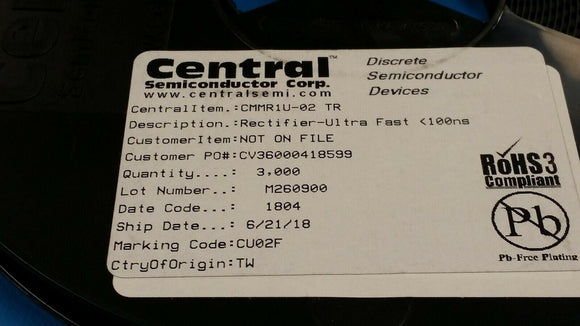 Central™
Semiconductor Corp.
www.centralsemi.com
Discrete
Semiconductor
Devices
CentralItem.:CMMR1U-02 TR
Description.:Rectifier-Ultra Fast <100ns
CustomerItem:NOT ON FILE
Customer PO#:CV36000418599
Quantity....: 3,000
Lot Number..: M260900
Date Code...: 1804
Ship Date...: 6/21/18
Marking Code:CU02F
CtryOfOrigin:TW
RoHS3
Compliant
Pb
Pb-Free Plating